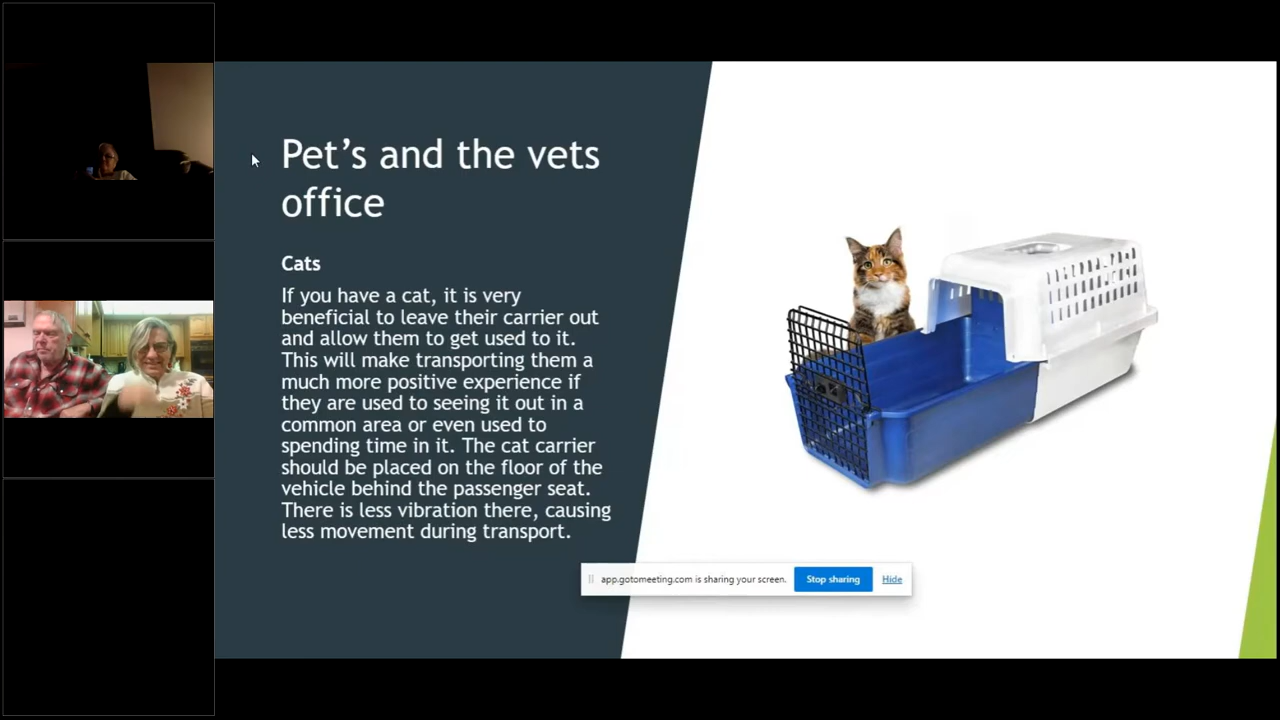 Pet’s and the vets
office
Cats
If you have a cat, it is very
beneficial to leave their carrier out
and allow them to get used to it.
This will make transporting them a
much more positive experience if
they are used to seeing it out in a
common area or even used to
spending time in it. The cat carrier
should be placed on the floor of the
vehicle behind the passenger seat.
There is less vibration there, causing
less movement during transport.
app.gotomeeting.com is sharing your screen.
Stop sharing
Hide